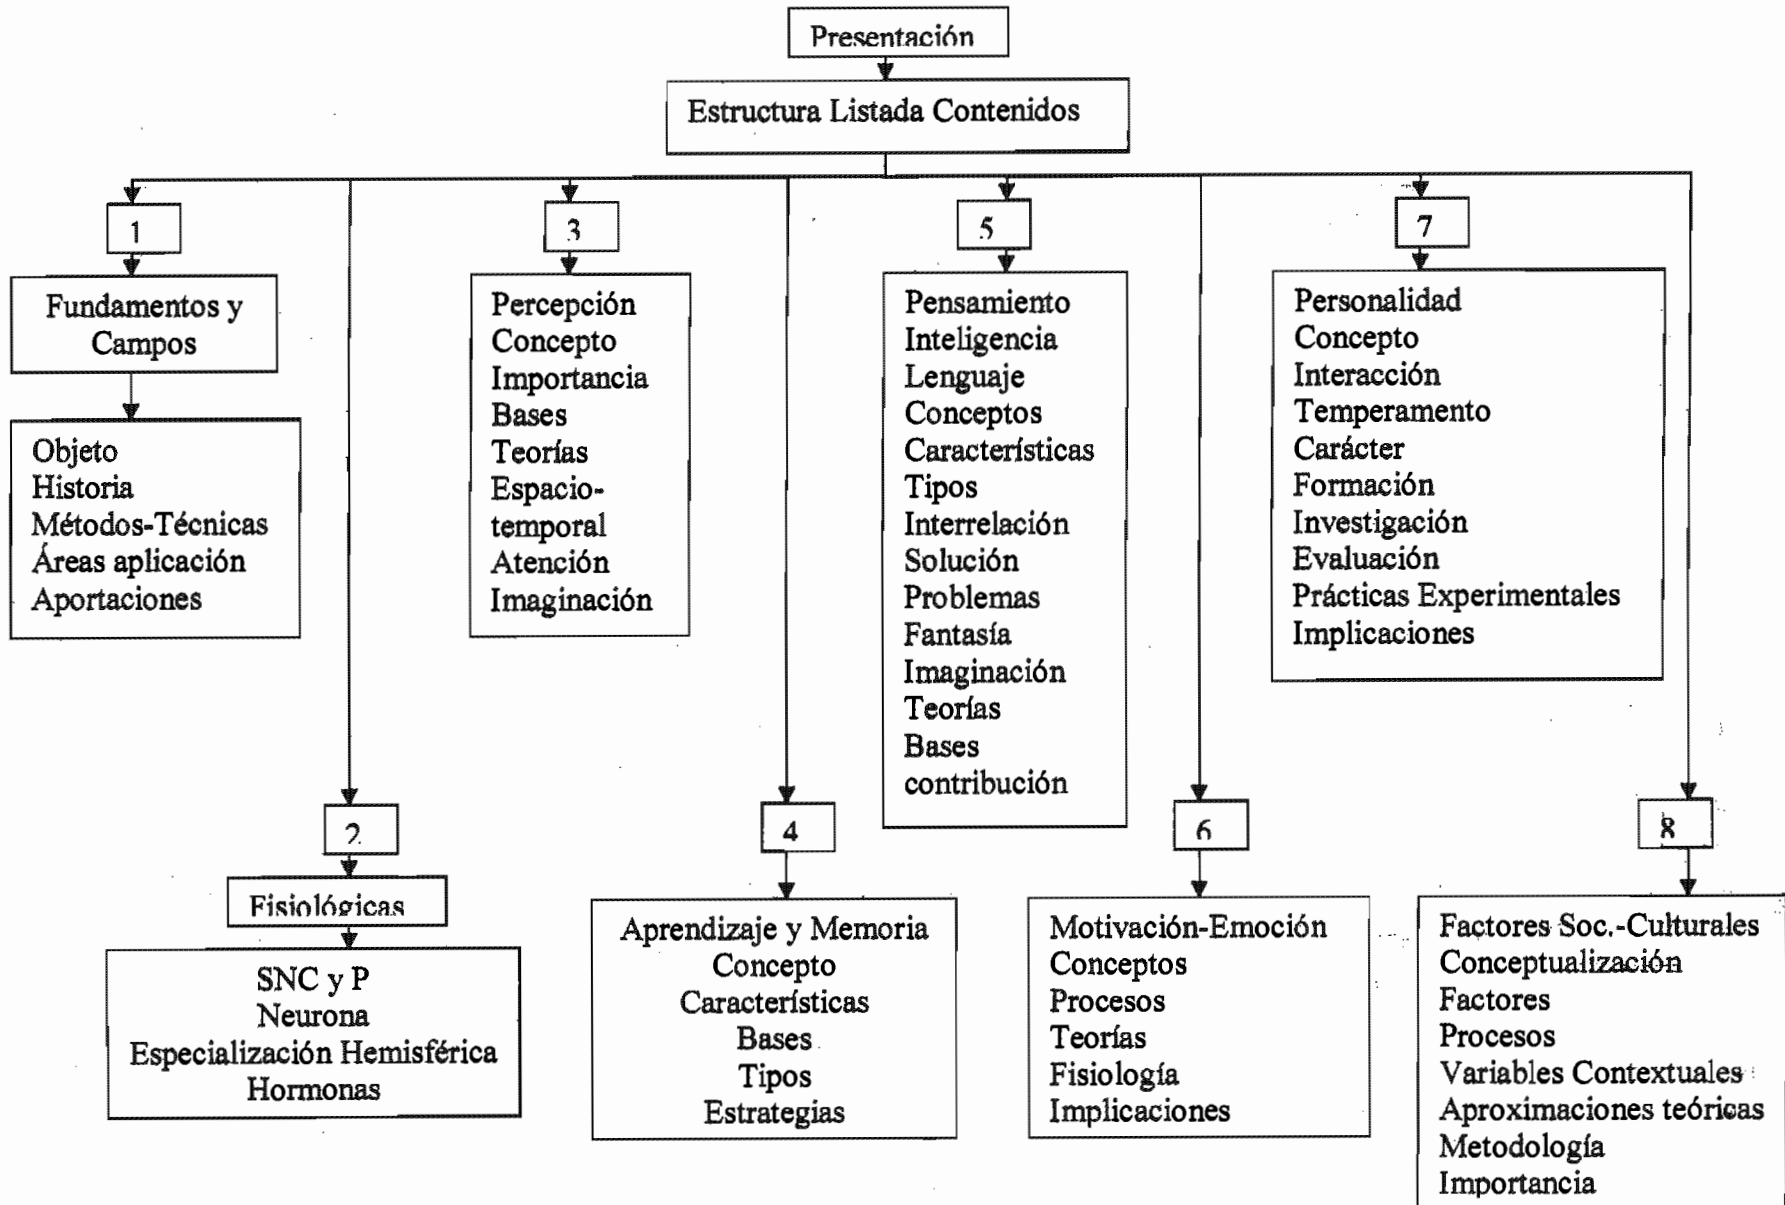 Presentación
Estructura Listada Contenidos
1
Fundamentos y
Campos
Objeto
Historia
Métodos-Técnicas
Áreas aplicación
Aportaciones
2
Fisiológicas
SNC y P
Neurona
Especialización Hemisférica
Hormonas
3
Percepción
Concepto
Importancia
Bases
Teorías
Espacio-
temporal
Atención
Imaginación
4
Aprendizaje y Memoria
Concepto
Características
Bases
Tipos
Estrategias
5
Pensamiento
Inteligencia
Lenguaje
Conceptos
Características
Tipos
Interrelación
Solución
Problemas
Fantasía
Imaginación
Teorías
Bases
contribución
6
Motivación-Emoción
Conceptos
Procesos
Teorías
Fisiología
Implicaciones
7
Personalidad
Concepto
Interacción
Temperamento
Carácter
Formación
Investigación
Evaluación
Prácticas Experimentales
Implicaciones
8
Factores Soc.-Culturales
Conceptualización
Factores
Procesos
Variables Contextuales
Aproximaciones teóricas
Metodología
Importancia